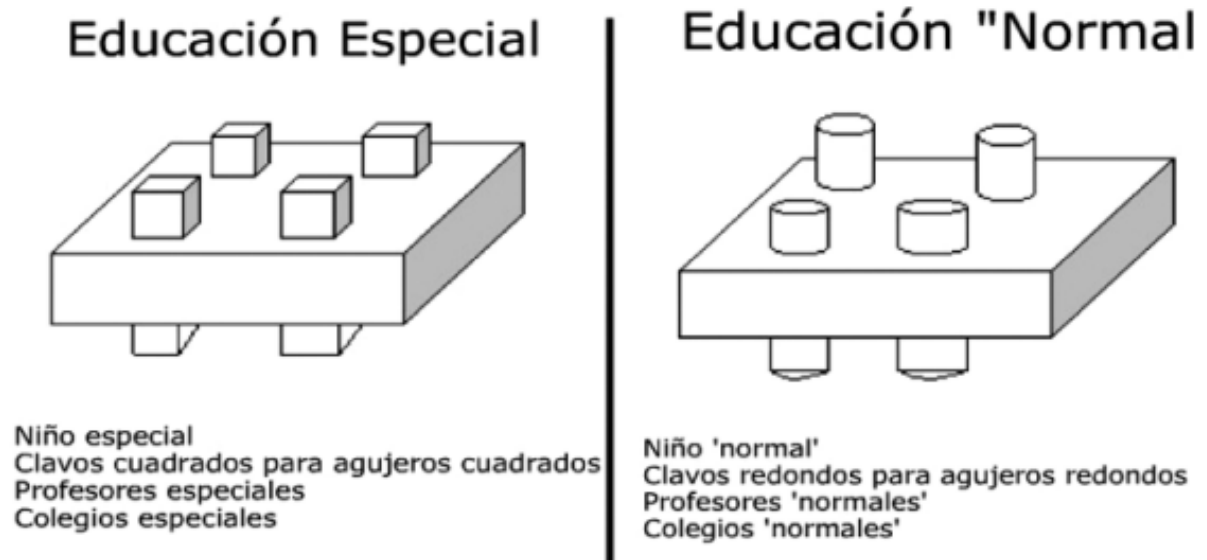 Educación Especial
Niño especial
Clavos cuadrados para agujeros cuadrados
Profesores especiales
Colegios especiales
Educación "Normal
Niño 'normal'
Clavos redondos para agujeros redondos
Profesores 'normales'
Colegios 'normales'